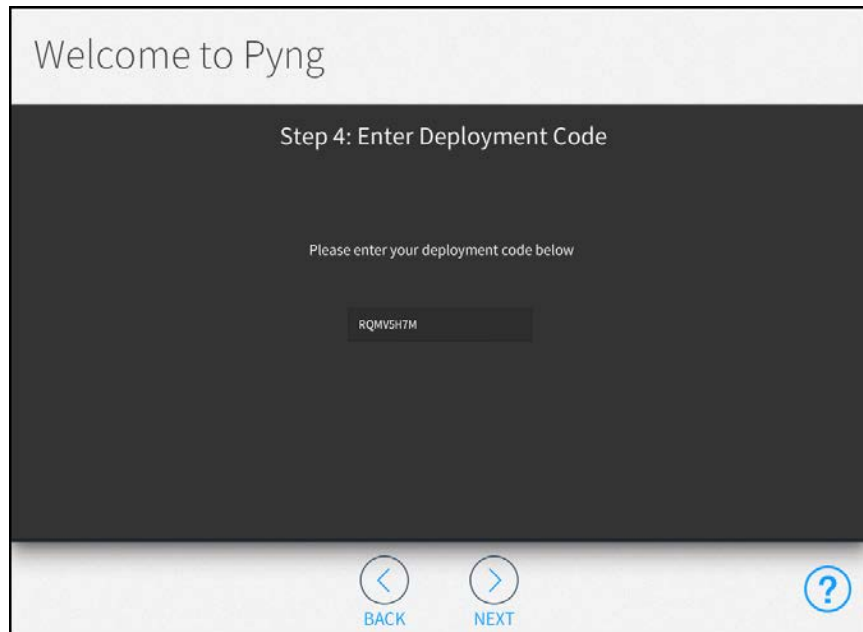 Welcome to Pyng
Step 4: Enter Deployment Code
Please enter your deployment code below
RQMV5H7M
BACK NEXT
?